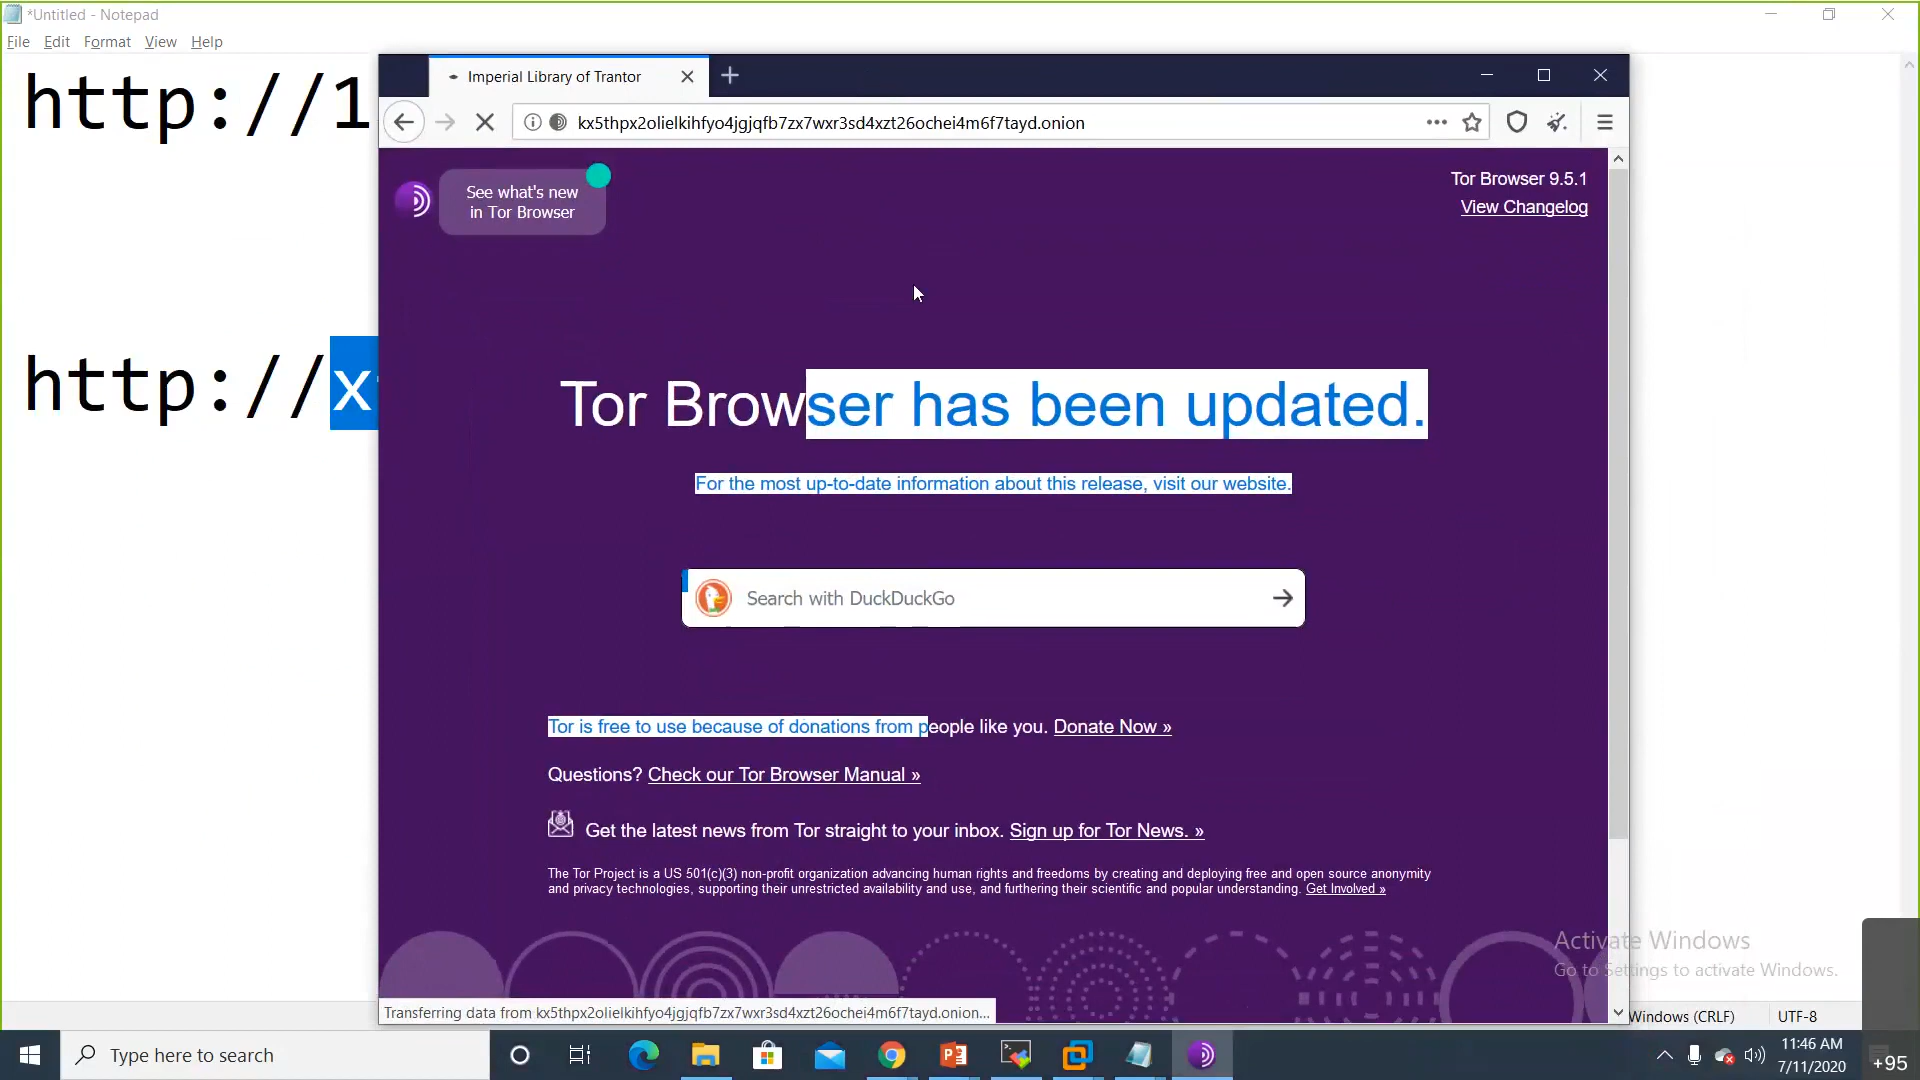 *Untitled - Notepad
File Edit Format View Help
http://1
http://x
Imperial Library of Trantor
kx5thpx2olielkihfyo4jgjqfb7zx7wxr3sd4xzt26ochei4m6f7tayd.onion
See what's new
in Tor Browser
Tor Browser 9.5.1
View Changelog
Tor Browser has been updated.
For the most up-to-date information about this release, visit our website.
Search with DuckDuckGo
Tor is free to use because of donations from people like you. Donate Now »
Questions? Check our Tor Browser Manual »
Get the latest news from Tor straight to your inbox. Sign up for Tor News. »
The Tor Project is a US 501(c)(3) non-profit organization advancing human rights and freedoms by creating and deploying free and open source anonymity
and privacy technologies, supporting their unrestricted availability and use, and furthering their scientific and popular understanding. Get Involved »
Activate Windows
Go to Settings to activate Windows.
Transferring data from kx5thpx2olielkihfyo4jgjqfb7zx7wxr3sd4xzt26ochei4m6f7tayd.onion...
Windows (CRLF) UTF-8
Type here to search
11:46 AM
7/11/2020
+95